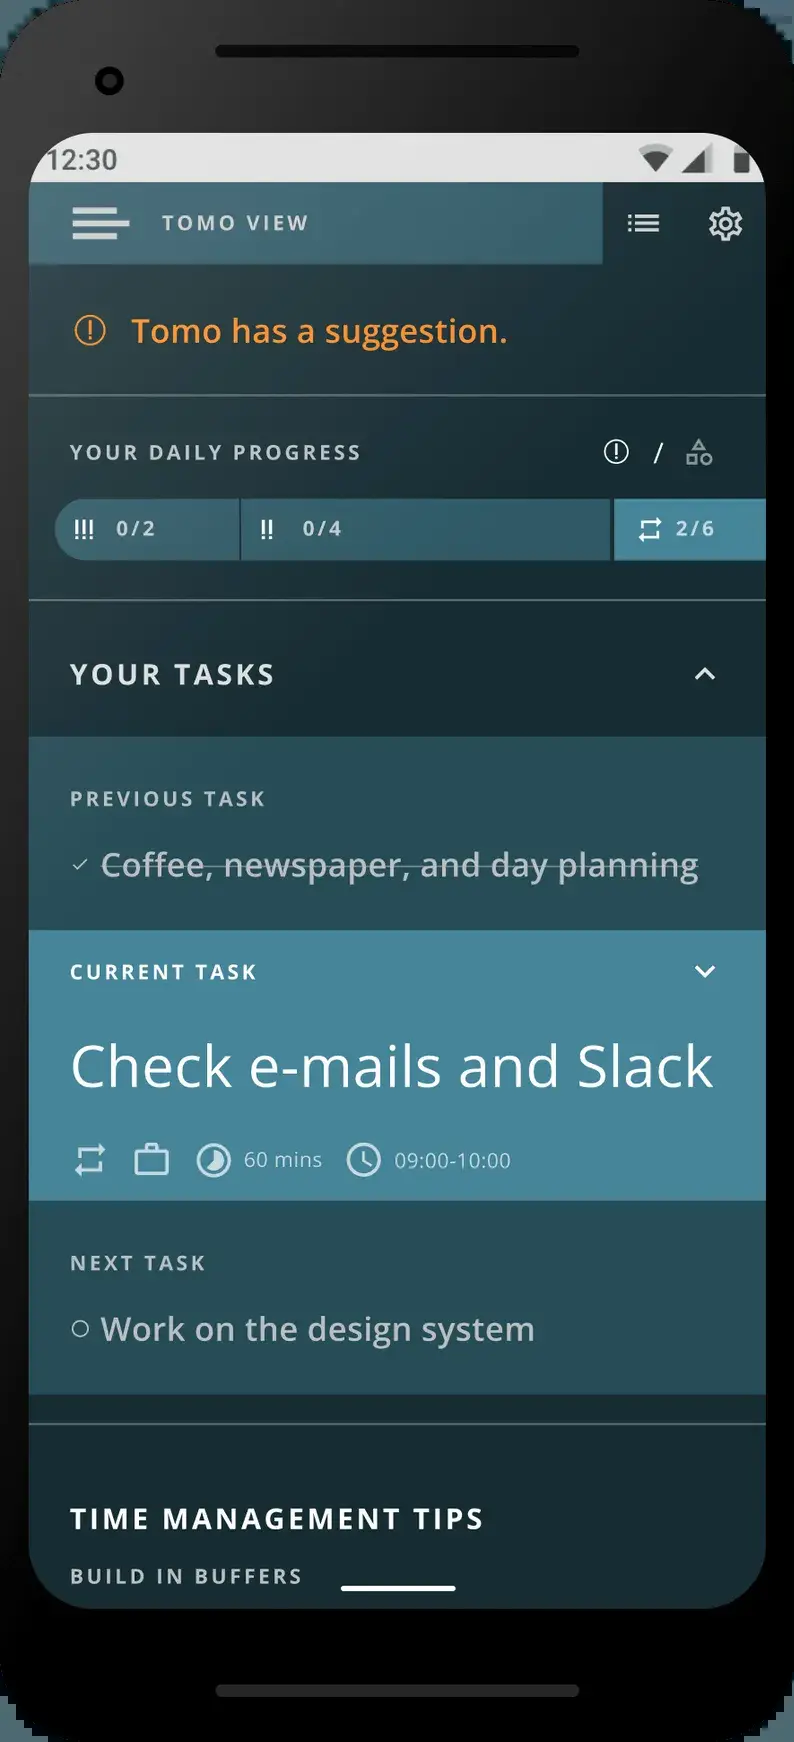 12:30
TOMO VIEW
Tomo has a suggestion.
YOUR DAILY PROGRESS
/
!!! 0/2 !! 0/4 2/6
YOUR TASKS
PREVIOUS TASK
Coffee, newspaper, and day planning
CURRENT TASK
Check e-mails and Slack
60 mins 09:00-10:00
NEXT TASK
Work on the design system
TIME MANAGEMENT TIPS
BUILD IN BUFFERS